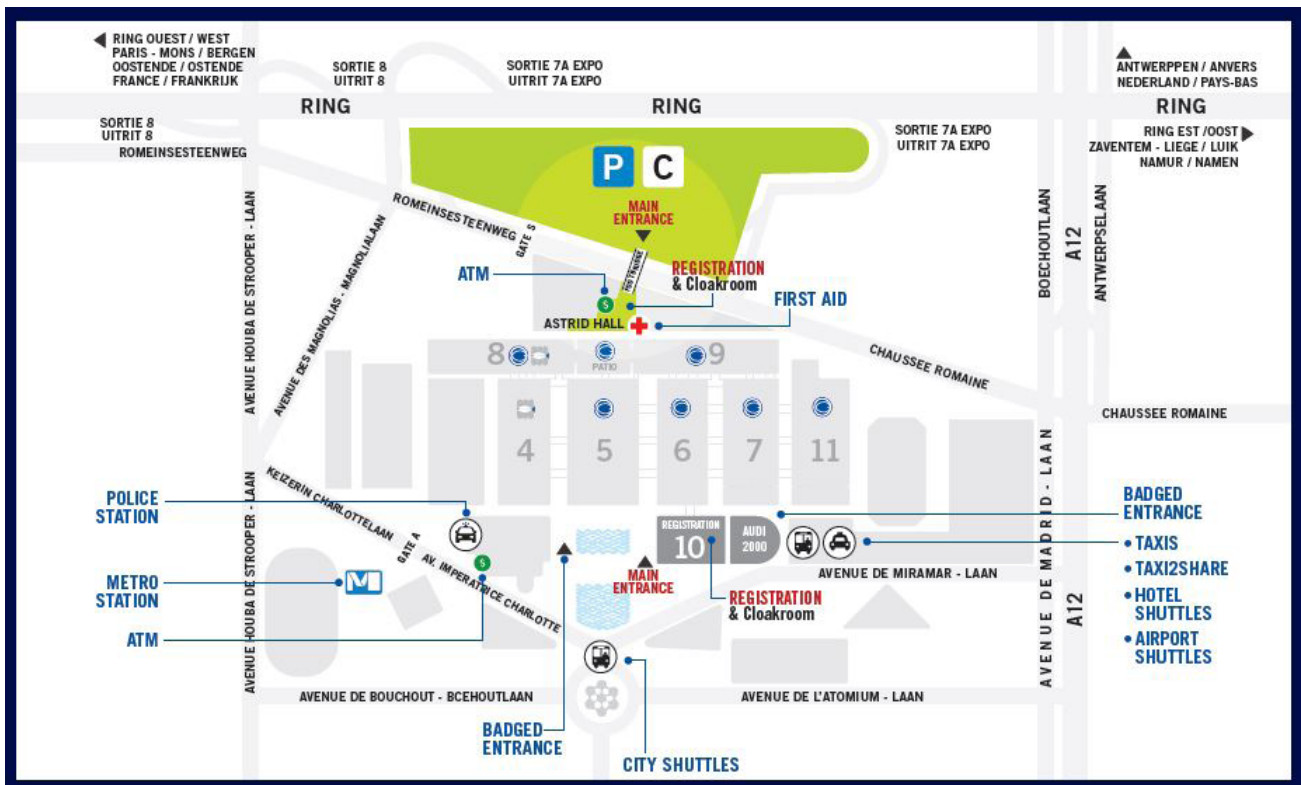 RING OUEST / WEST
PARIS - MONS / BERGEN
OOSTENDE / OSTENDE
FRANCE / FRANKRIJK
SORTIE 8
UITRIT 8
SORTIE 7A EXPO
UITRIT 7A EXPO
ANTWERPPEN / ANVERS
NEDERLAND / PAYS-BAS
RING
RING
RING
SORTIE 8
UITRIT 8
ROMEINSESTEENWEG
SORTIE 7A EXPO
UITRIT 7A EXPO
RING EST /OOST
ZAVENTEM - LIEGE / LUIK
NAMUR / NAMEN
P
C
MAIN
ENTRANCE
ROMEINSESTEENWEG
GATE S
FOOTBRIDGE
AVENUE HOUBA DE STROOPER - LAAN
AVENUE DES MAGNOLIAS - MAGNOLIALAAN
BOECHOUTLAAN
A12
ANTWERPSELAAN
ATM
$
REGISTRATION
& Cloakroom
FIRST AID
ASTRID HALL
CHAUSSEE ROMAINE
8
PATIO
9
CHAUSSEE ROMAINE
4
5
6
7
11
KEIZERIN CHARLOTTELAAN
GATE A
AV. IMPERATRICE CHARLOTTE
POLICE
STATION
METRO
STATION
M
ATM
$
AVENUE HOUBA DE STROOPER - LAAN
REGISTRATION
10
AUDI
2000
MAIN
ENTRANCE
REGISTRATION
& Cloakroom
AVENUE DE MIRAMAR - LAAN
AVENUE DE MADRID - LAAN
A12
BADGED
ENTRANCE
• TAXIS
• TAXI2SHARE
• HOTEL
SHUTTLES
• AIRPORT
SHUTTLES
AVENUE DE BOUCHOUT - BCEHOUTLAAN
AVENUE DE L'ATOMIUM - LAAN
BADGED
ENTRANCE
CITY SHUTTLES